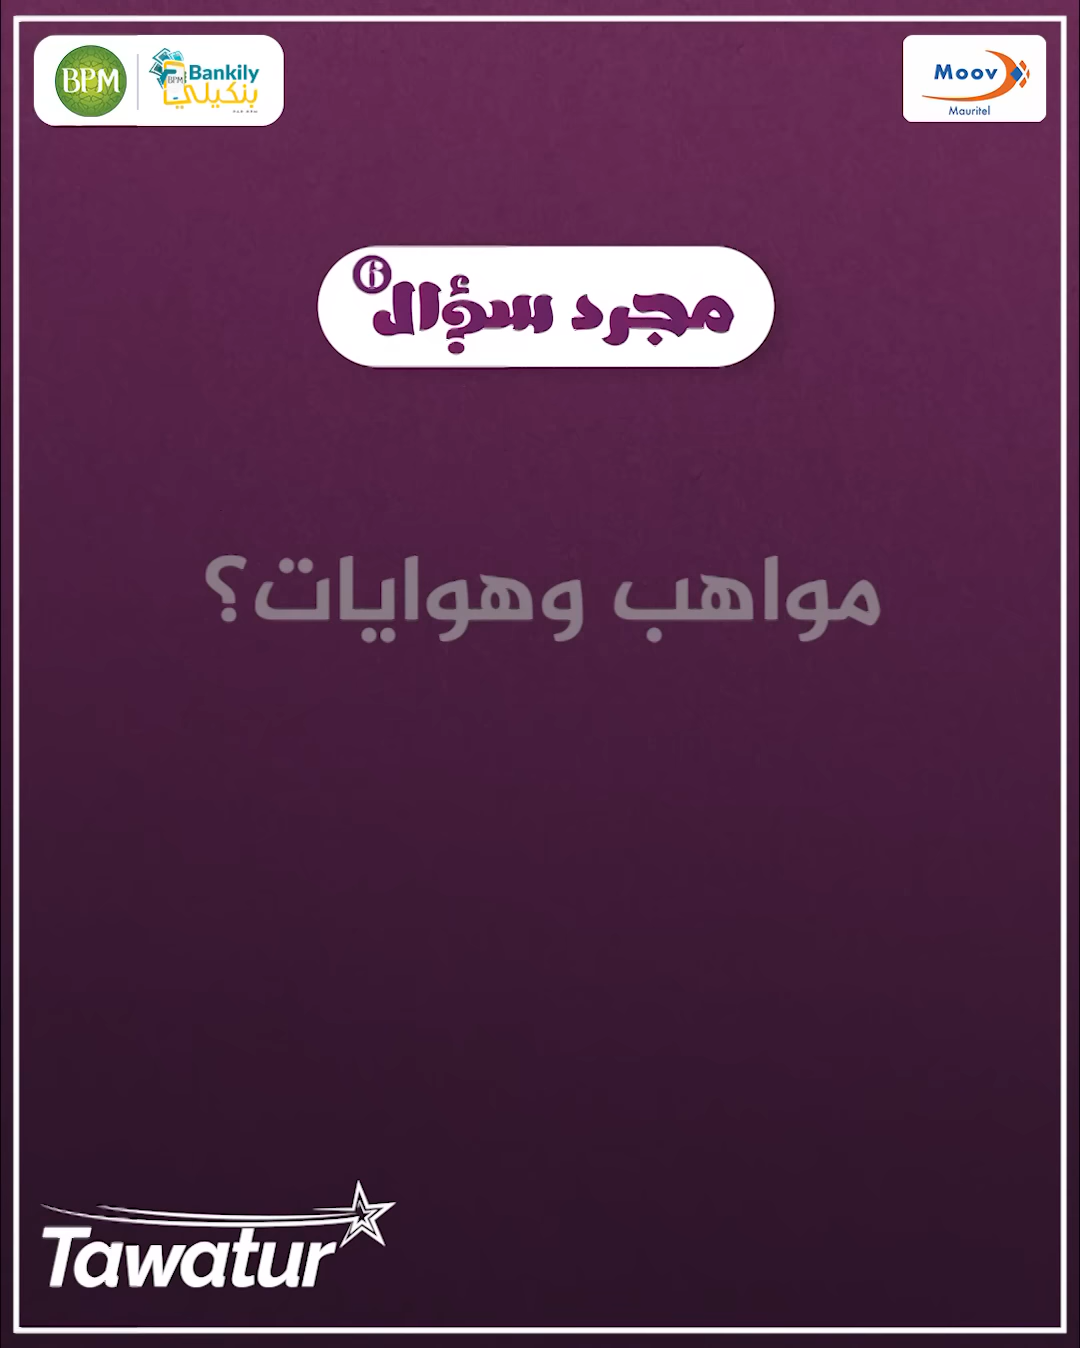 BPM
Bankily
بنكيلي
Moov
Mauritel
مجرد سؤال 6
مواهب وهوايات؟
Tawatur